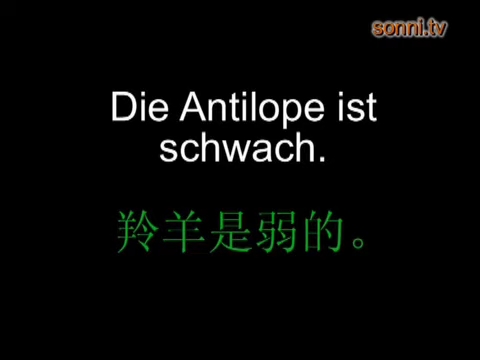 sonni.tv
Die Antilope ist
schwach.
羚羊是弱的。